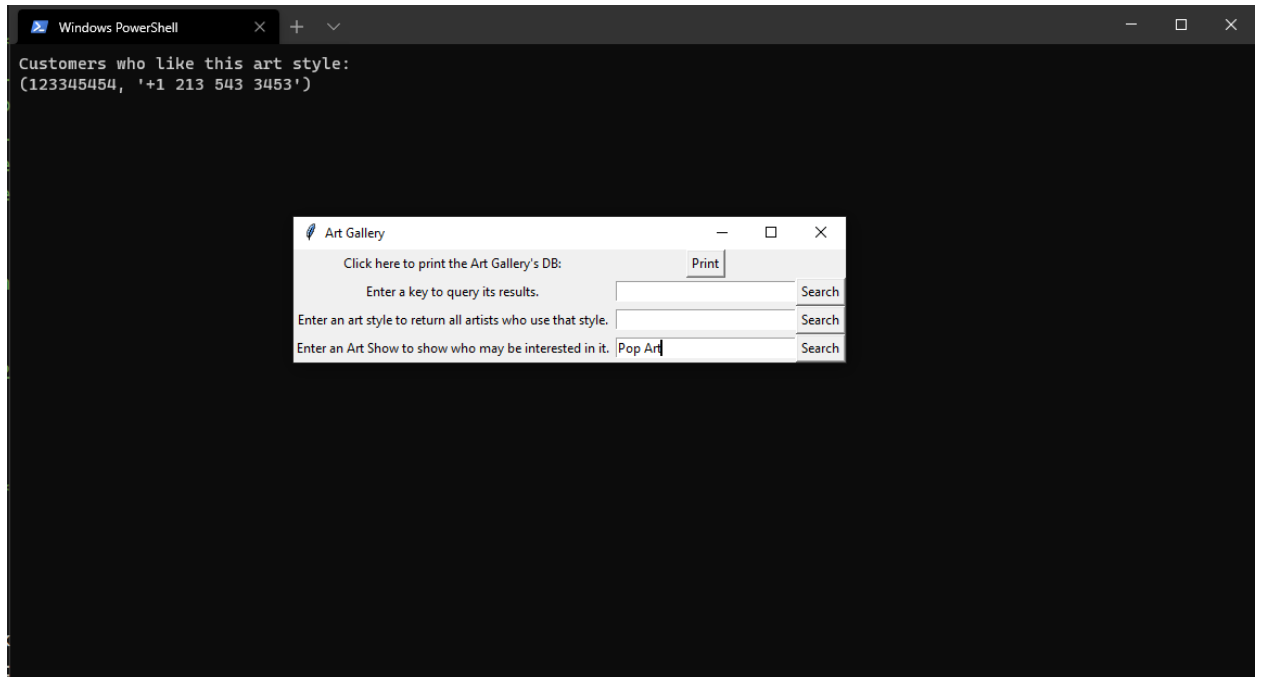 Windows PowerShell
Customers who like this art style:
(123345454, '+1 213 543 3453')
Art Gallery
Click here to print the Art Gallery's DB: Print
Enter a key to query its results. Search
Enter an art style to return all artists who use that style. Search
Enter an Art Show to show who may be interested in it. Pop Art Search